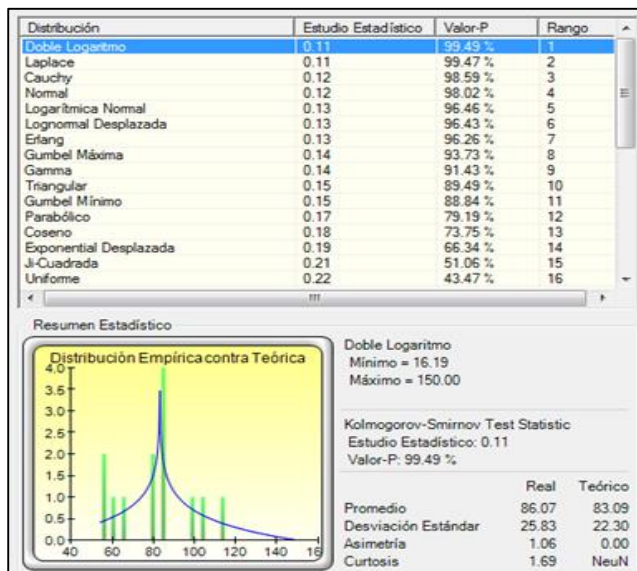 Distribución Estudio Estadístico Valor-P Rango
Doble Logaritmo 0.11 99.49 % 1
Laplace 0.11 99.47 % 2
Cauchy 0.12 98.59 % 3
Normal 0.12 98.02 % 4
Logarítmica Normal 0.13 96.46 % 5
Lognormal Desplazada 0.13 96.43 % 6
Erlang 0.13 96.26 % 7
Gumbel Máxima 0.14 93.73 % 8
Gamma 0.14 91.43 % 9
Triangular 0.15 89.49 % 10
Gumbel Mínimo 0.15 88.84 % 11
Parabólico 0.17 79.19 % 12
Coseno 0.18 73.75 % 13
Exponential Desplazada 0.19 66.34 % 14
Ji-Cuadrada 0.21 51.06 % 15
Uniforme 0.22 43.47 % 16
Resumen Estadístico
Distribución Empírica contra Teórica
4.0
3.5
3.0
2.5
2.0
1.5
1.0
0.5
0.0
40 60 80 100 120 140 16
Doble Logaritmo
Mínimo = 16.19
Máximo = 150.00
Kolmogorov-Smirnov Test Statistic
Estudio Estadístico: 0.11
Valor-P: 99.49 %
Real Teórico
Promedio 86.07 83.09
Desviación Estándar 25.83 22.30
Asimetría 1.06 0.00
Curtosis 1.69 NeuN